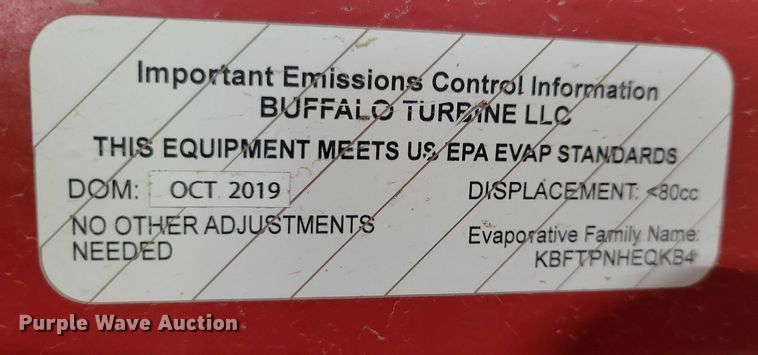 Important Emissions Control Information
BUFFALO TURBINE LLC
THIS EQUIPMENT MEETS US EPA EVAP STANDARDS
DOM: OCT 2019
DISPLACEMENT: <80cc
NO OTHER ADJUSTMENTS
NEEDED
Evaporative Family Name:
KBFTPNHEQKB4
Purple Wave Auction